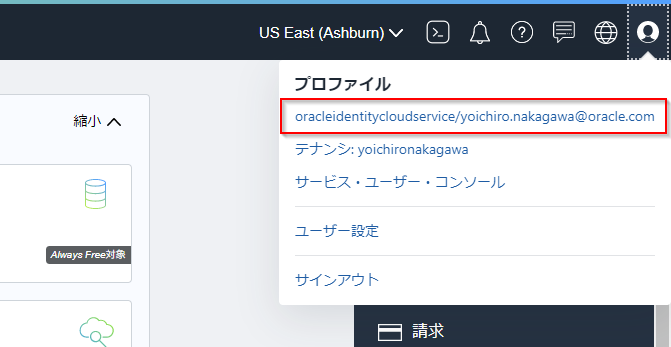 US East (Ashburn)
プロファイル
oracleidentitycloudservice/yoichiro.nakagawa@oracle.com
縮小
テナンシ: yoichironakagawa
サービス・ユーザー・コンソール
ユーザー設定
Always Free対象
サインアウト
請求